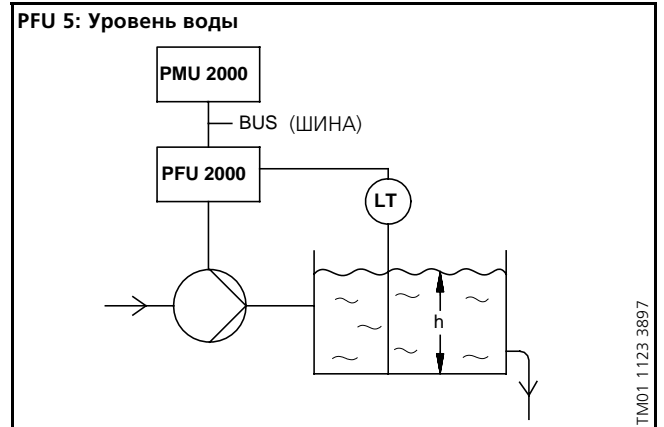 PFU 5: Уровень воды
PMU 2000
BUS (ШИНА)
PFU 2000
LT
h
TM01 1123 3897